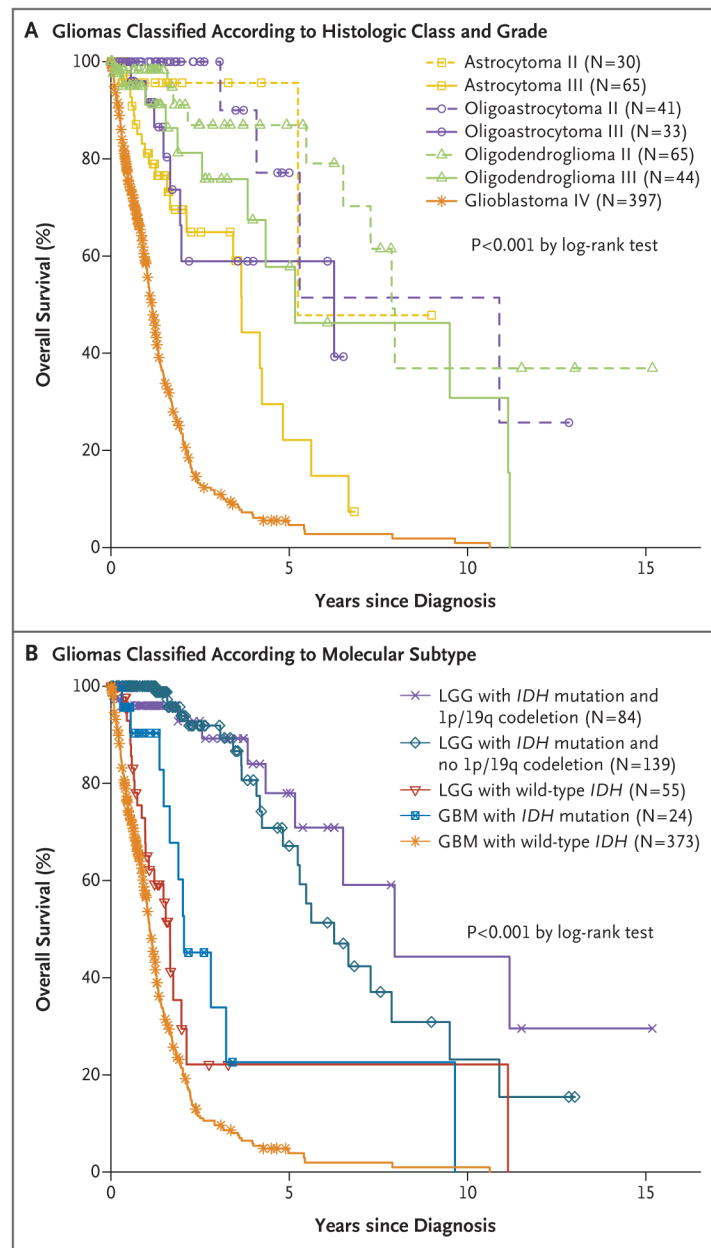 A Gliomas Classified According to Histologic Class and Grade
Overall Survival (%)
100
80
60
40
20
0
0
5
10
15
Years since Diagnosis
Astrocytoma II (N=30)
Astrocytoma III (N=65)
Oligoastrocytoma II (N=41)
Oligoastrocytoma III (N=33)
Oligodendroglioma II (N=65)
Oligodendroglioma III (N=44)
Glioblastoma IV (N=397)
P<0.001 by log-rank test
B Gliomas Classified According to Molecular Subtype
Overall Survival (%)
100
80
60
40
20
0
0
5
10
15
Years since Diagnosis
LGG with IDH mutation and
1p/19q codeletion (N=84)
LGG with IDH mutation and
no 1p/19q codeletion (N=139)
LGG with wild-type IDH (N=55)
GBM with IDH mutation (N=24)
GBM with wild-type IDH (N=373)
P<0.001 by log-rank test